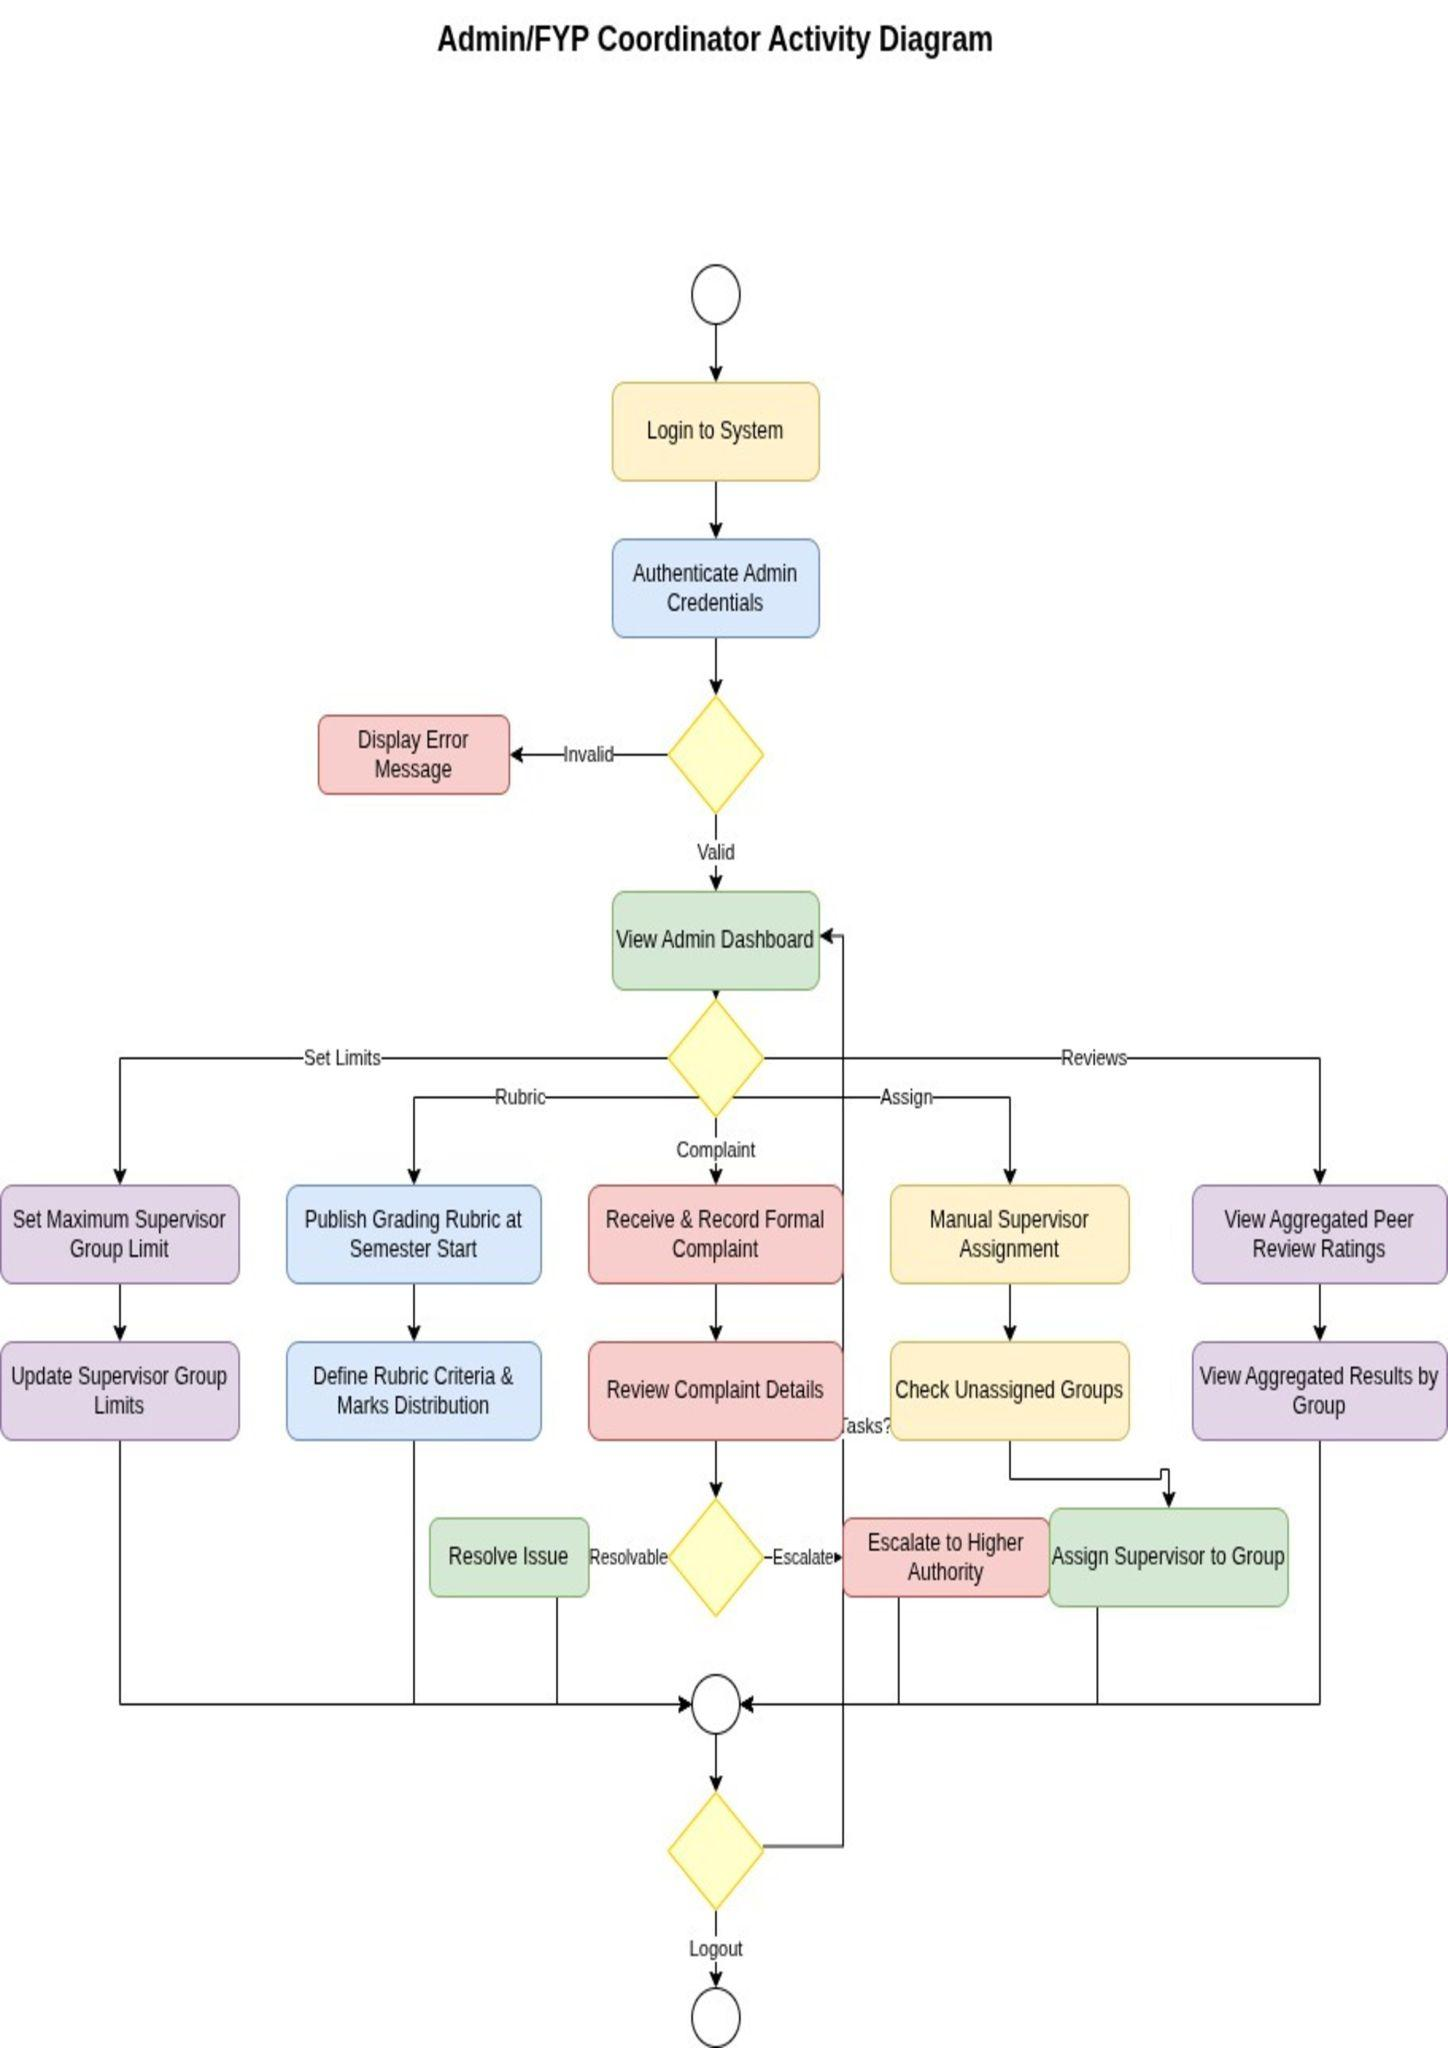 Admin/FYP Coordinator Activity Diagram
Login to System
Authenticate Admin
Credentials
Display Error
Message
Invalid
Valid
View Admin Dashboard
Set Limits
Reviews
Rubric
Assign
Complaint
Set Maximum Supervisor
Group Limit
Publish Grading Rubric at
Semester Start
Receive & Record Formal
Complaint
Manual Supervisor
Assignment
View Aggregated Peer
Review Ratings
Update Supervisor Group
Limits
Define Rubric Criteria &
Marks Distribution
Review Complaint Details
Check Unassigned Groups
View Aggregated Results by
Group
Tasks?
Resolve Issue
Resolvable
Escalate
Escalate to Higher
Authority
Assign Supervisor to Group
Logout